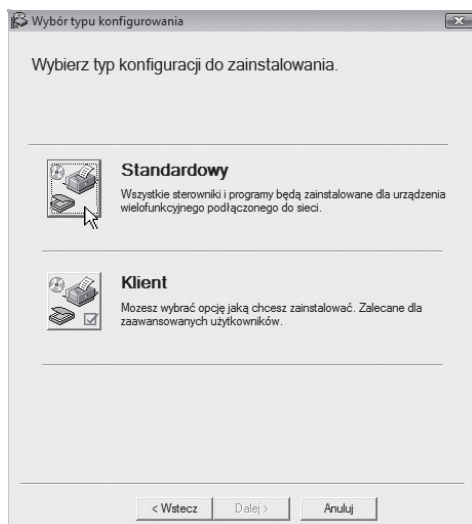 Wybór typu konfigurowania
Wybierz typ konfiguracji do zainstalowania.
Standardowy
Wszystkie sterowniki i programy będą zainstalowane dla urządzenia
wielofunkcyjnego podłączonego do sieci.
Klient
Mozesz wybrać opcję jaką chcesz zainstalować. Zalecane dla
zaawansowanych użytkowników.
< Wstecz
Dalej >
Anuluj